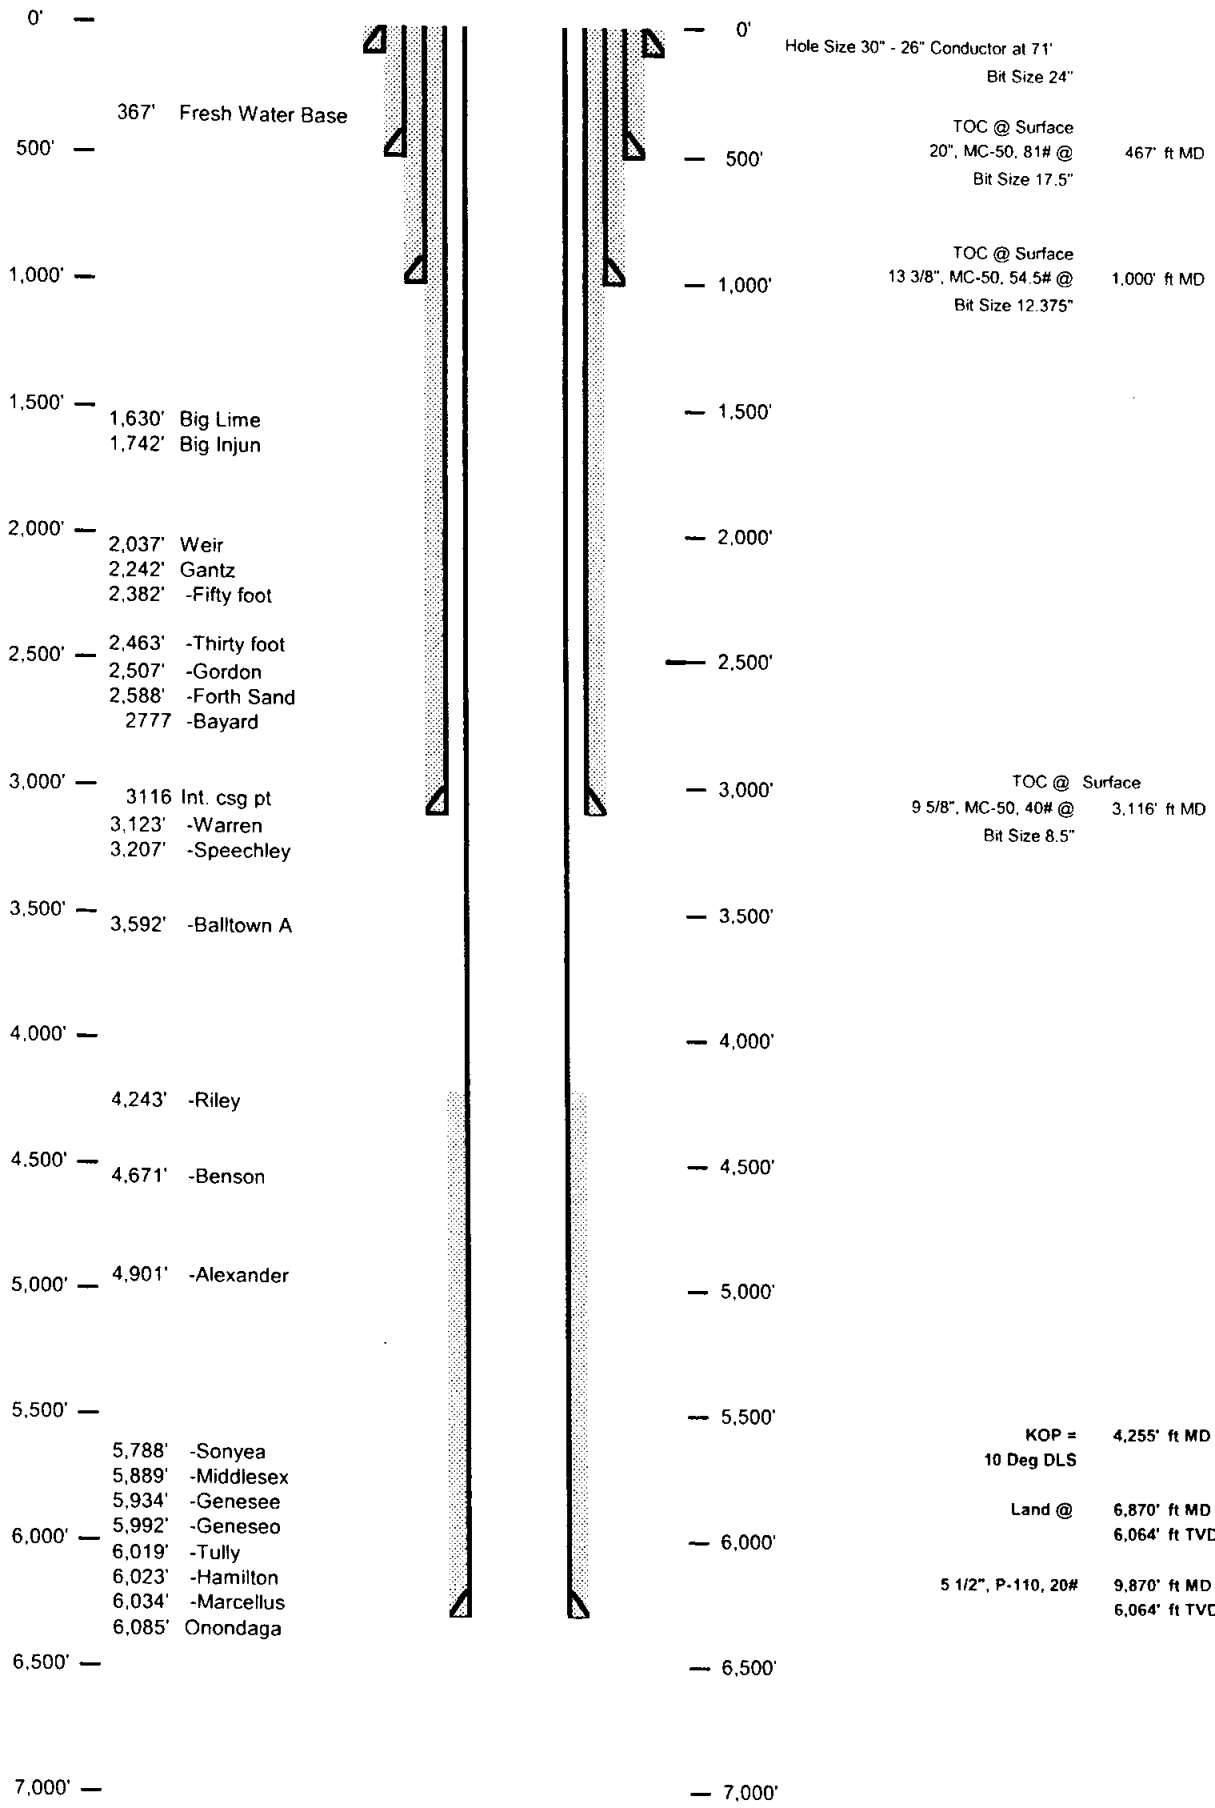 0'
0'
Hole Size 30" - 26" Conductor at 71'
Bit Size 24"
367' Fresh Water Base
TOC @ Surface
500'
500'
20", MC-50, 81# @ 467' ft MD
Bit Size 17.5"
TOC @ Surface
1,000'
1,000'
13 3/8", MC-50, 54.5# @ 1,000' ft MD
Bit Size 12.375"
1,500'
1,500'
1,630' Big Lime
1,742' Big Injun
2,000'
2,000'
2,037' Weir
2,242' Gantz
2,382' -Fifty foot
2,463' -Thirty foot
2,500'
2,500'
2,507' -Gordon
2,588' -Forth Sand
2777 -Bayard
3,000'
3,000'
TOC @ Surface
3116 Int. csg pt
9 5/8", MC-50, 40# @ 3,116' ft MD
3,123' -Warren
Bit Size 8.5"
3,207' -Speechley
3,500'
3,500'
3,592' -Balltown A
4,000'
4,000'
4,243' -Riley
4,500'
4,500'
4,671' -Benson
4,901' -Alexander
5,000'
5,000'
5,500'
5,500'
KOP = 4,255' ft MD
5,788' -Sonyea
10 Deg DLS
5,889' -Middlesex
5,934' -Genesee
Land @ 6,870' ft MD
5,992' -Geneseo
6,000'
6,000'
6,064' ft TVD
6,019' -Tully
6,023' -Hamilton
5 1/2", P-110, 20# 9,870' ft MD
6,034' -Marcellus
6,064' ft TVD
6,085' Onondaga
6,500'
6,500'
7,000'
7,000'